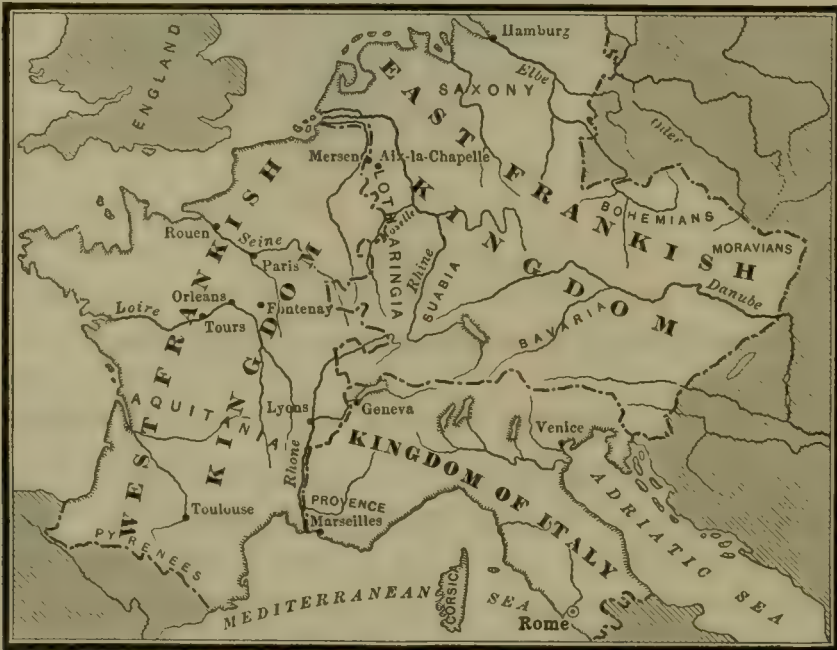 ENGLAND
Hamburg
Elbe
SAXONY
Oder
EAST FRANKISH KINGDOM
Mersen
Aix-la-Chapelle
LOTHARINGIA
Moselle
BOHEMIANS
MORAVIANS
Rouen
Seine
Paris
Rhine
SUABIA
Danube
WEST FRANKISH KINGDOM
Orleans
Fontenay
Loire
Tours
BAVARIA
AQUITANIA
Lyons
Geneva
Venice
KINGDOM OF ITALY
Rhone
PROVENCE
Toulouse
Marseilles
ADRIATIC SEA
PYRENEES
MEDITERRANEAN SEA
CORSICA
Rome